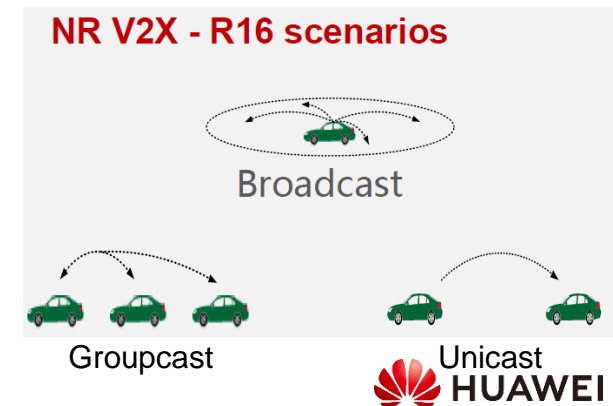 NR V2X - R16 scenarios
Broadcast
Groupcast
Unicast
HUAWEI